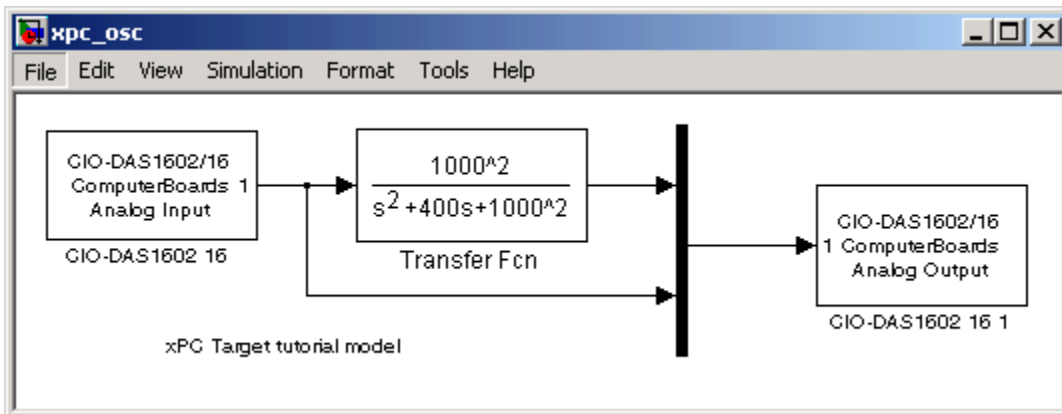 xpc_osc
File Edit View Simulation Format Tools Help
CIO-DAS1602/16
ComputerBoards 1
Analog Input
CIO-DAS1602 16
1000^2
s2+400s+1000^2
Transfer Fcn
CIO-DAS1602/16
1 ComputerBoards
Analog Output
CIO-DAS1602 16 1
xPC Target tutorial model